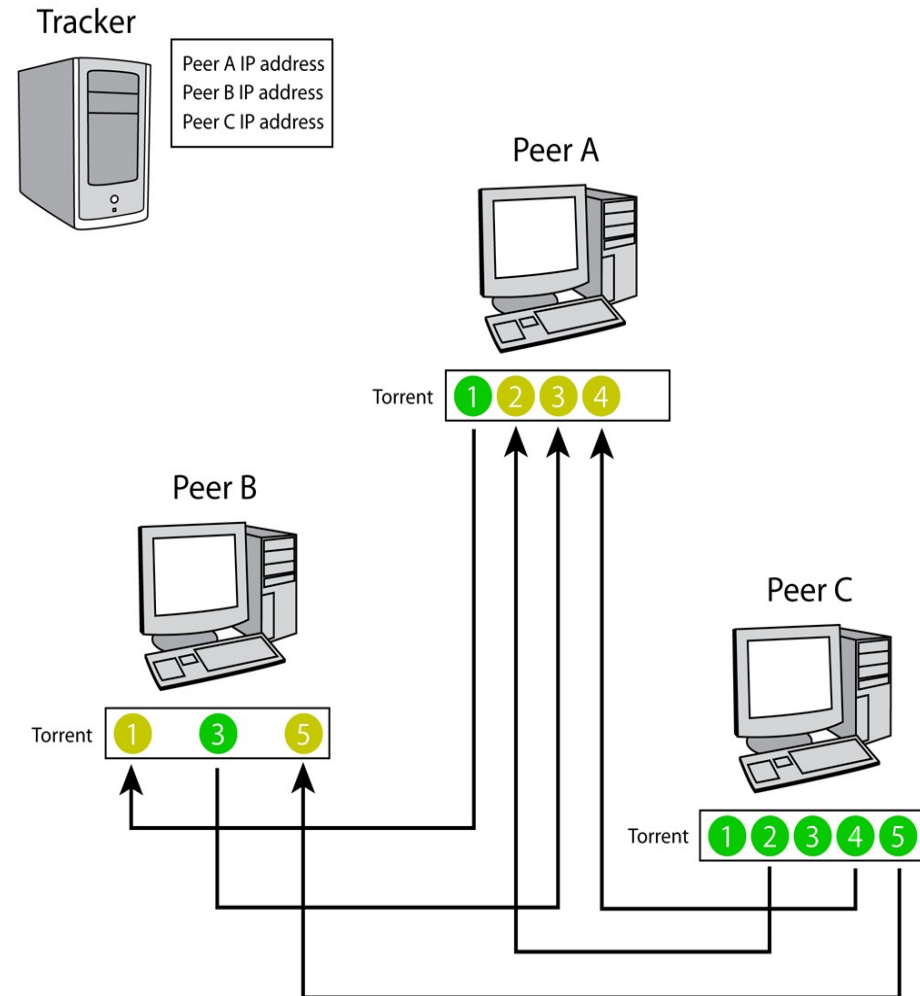 Tracker
Peer A IP address
Peer B IP address
Peer C IP address
Peer A
Torrent 1 2 3 4
Peer B
Torrent 1 3 5
Peer C
Torrent 1 2 3 4 5